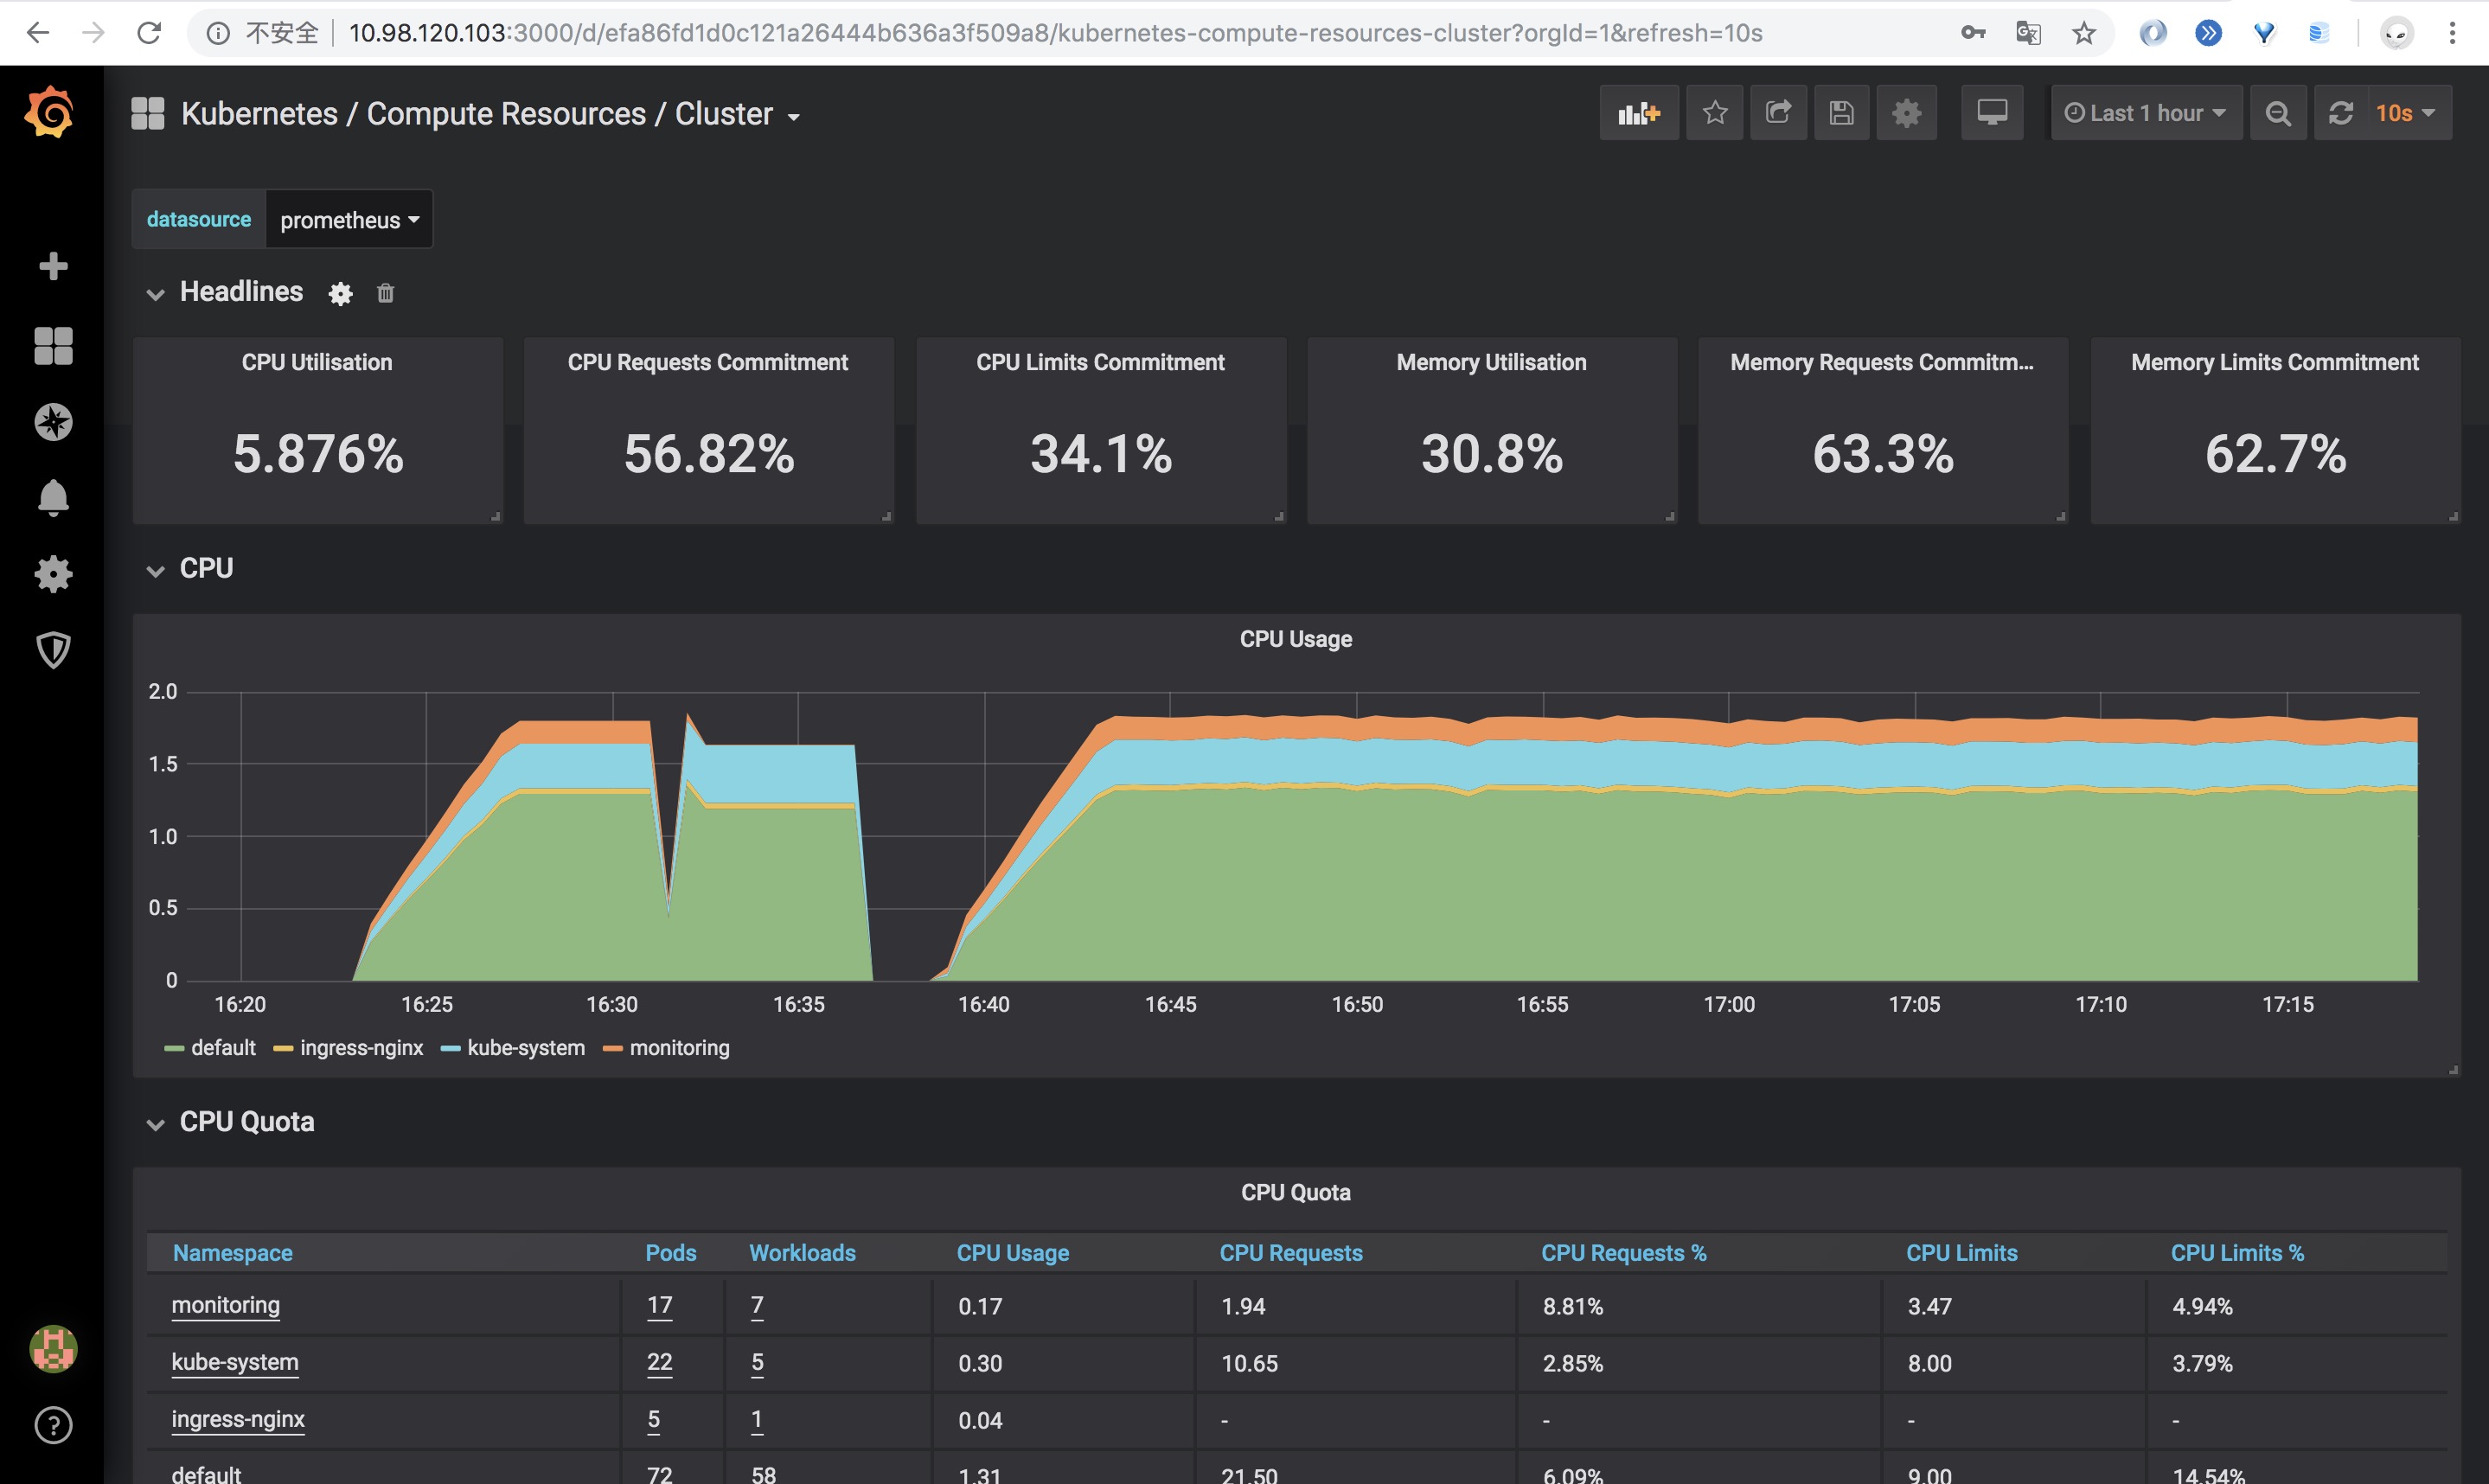 不安全 10.98.120.103:3000/d/efa86fd1d0c121a26444b636a3f509a8/kubernetes-compute-resources-cluster?orgId=1&refresh=10s
Kubernetes / Compute Resources / Cluster
Last 1 hour
10s
datasource prometheus
Headlines
CPU Utilisation CPU Requests Commitment CPU Limits Commitment Memory Utilisation Memory Requests Commitm... Memory Limits Commitment
5.876% 56.82% 34.1% 30.8% 63.3% 62.7%
CPU
CPU Usage
2.0
1.5
1.0
0.5
0
16:20 16:25 16:30 16:35 16:40 16:45 16:50 16:55 17:00 17:05 17:10 17:15
default ingress-nginx kube-system monitoring
CPU Quota
CPU Quota
Namespace Pods Workloads CPU Usage CPU Requests CPU Requests % CPU Limits CPU Limits %
monitoring 17 7 0.17 1.94 8.81% 3.47 4.94%
kube-system 22 5 0.30 10.65 2.85% 8.00 3.79%
ingress-nginx 5 1 0.04 - - - -
default 72 58 1.31 21.50 6.09% 9.00 14.54%